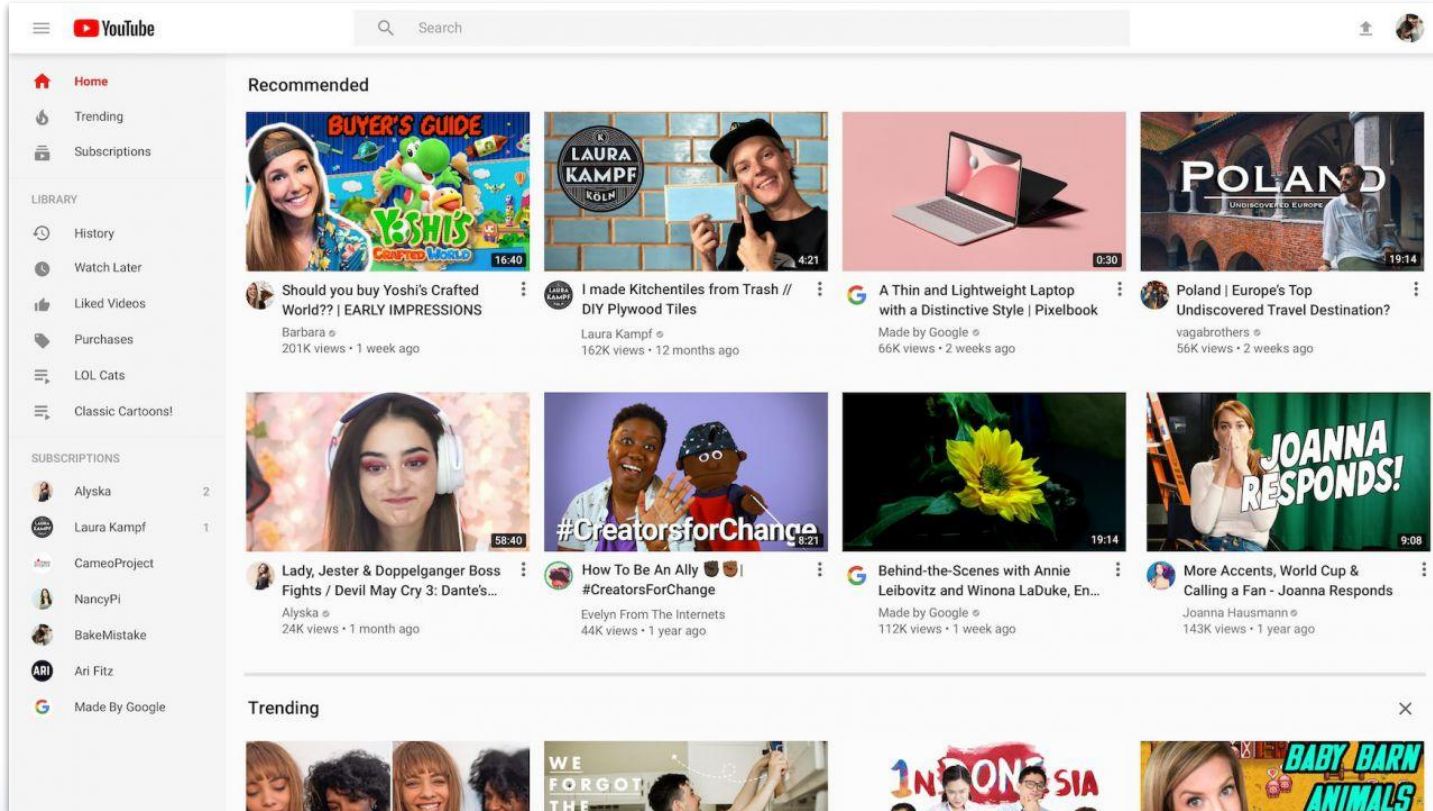 YouTube
Search
Home
Trending
Subscriptions
LIBRARY
History
Watch Later
Liked Videos
Purchases
LOL Cats
Classic Cartoons!
SUBSCRIPTIONS
Alyska 2
Laura Kampf 1
CameoProject
NancyPi
BakeMistake
ARI Ari Fitz
Made By Google
Recommended
BUYER'S GUIDE
YOSHI'S
CRAFTED WORLD
16:40
Should you buy Yoshi's Crafted
World?? | EARLY IMPRESSIONS
Barbara
201K views • 1 week ago
K
LAURA
KAMPF
KÖLN
4:21
I made Kitchentiles from Trash //
DIY Plywood Tiles
Laura Kampf
162K views • 12 months ago
0:30
A Thin and Lightweight Laptop
with a Distinctive Style | Pixelbook
Made by Google
66K views • 2 weeks ago
POLAND
UNDISCOVERED EUROPE
19:14
Poland | Europe's Top
Undiscovered Travel Destination?
vagabrothers
56K views • 2 weeks ago
58:40
Lady, Jester & Doppelganger Boss
Fights / Devil May Cry 3: Dante's...
Alyska
24K views • 1 month ago
#CreatorsforChange
8:21
How To Be An Ally ✊🏿✊🏾|
#CreatorsForChange
Evelyn From The Internets
44K views • 1 year ago
19:14
Behind-the-Scenes with Annie
Leibovitz and Winona LaDuke, En...
Made by Google
112K views • 1 week ago
JOANNA
RESPONDS!
9:08
More Accents, World Cup &
Calling a Fan - Joanna Responds
Joanna Hausmann
143K views • 1 year ago
Trending
WE
FORGOT
THE
1NDONESIA
BABY BARN
ANIMALS